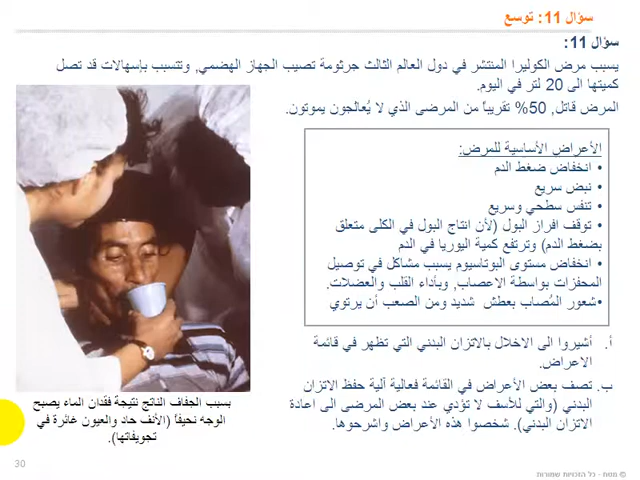 سؤال 11: توسع
سؤال 11:
يسبب مرض الكوليرا المنتشر في دول العالم الثالث جرثومة تصيب الجهاز الهضمي, وتتسبب بإسهالات قد تصل
كميتها الى 20 لتر في اليوم.
المرض قاتل, 50% تقريباً من المرضى الذي لا يُعالجون يموتون.
الأعراض الأساسية للمرض:
• انخفاض ضغط الدم
• نبض سريع
• تنفس سطحي وسريع
• توقف افراز البول (لأن انتاج البول في الكلى متعلق
بضغط الدم) وترتفع كمية اليوريا في الدم
• انخفاض مستوى البوتاسيوم يسبب مشاكل في توصيل
المحفزات بواسطة الاعصاب, وبأداء القلب والعضلات.
•شعور المُصاب بعطش شديد ومن الصعب أن يرتوي
أ. أشيروا الى الاخلال بالاتزان البدني التي تظهر في قائمة
الاعراض.
ب. تصف بعض الأعراض في القائمة فعالية آلية حفظ الاتزان
البدني (والتي للأسف لا تؤدي عند بعض المرضى الى اعادة
الاتزان البدني). شخصوا هذه الأعراض واشرحوها.
بسبب الجفاف الناتج نتيجة فقدان الماء يصبح
الوجه نحيفاً (الأنف حاد والعيون غائرة في
تجويفاتها).
30
© מטח - כל הזכויות שמורות